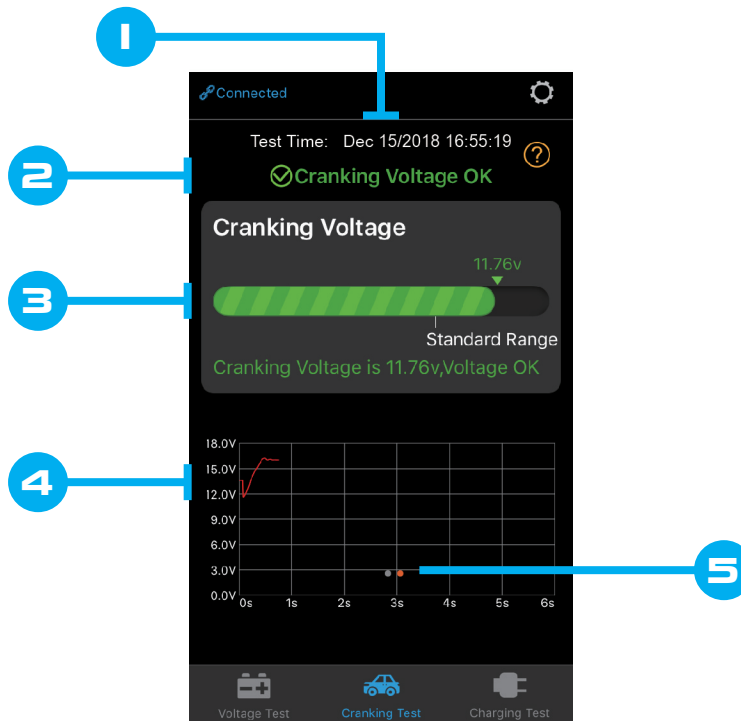 1
Connected
Test Time: Dec 15/2018 16:55:19
?
2
Cranking Voltage OK
Cranking Voltage
11.76v
3
Standard Range
Cranking Voltage is 11.76v,Voltage OK
18.0V
15.0V
4
12.0V
9.0V
6.0V
3.0V
5
0.0V
0s 1s 2s 3s 4s 5s 6s
Voltage Test Cranking Test Charging Test